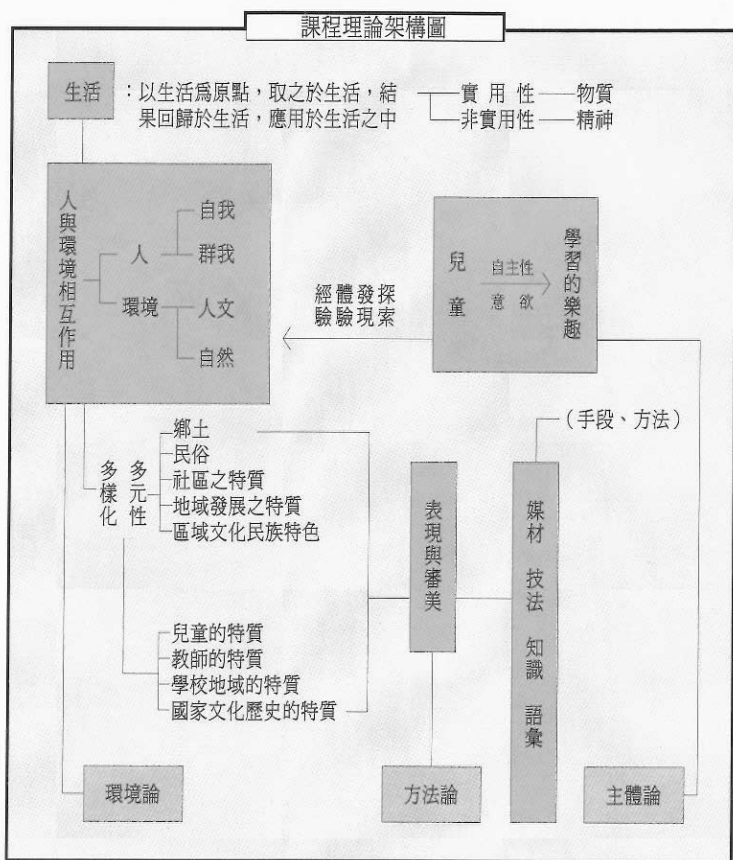 課程理論架構圖
生活
：以生活爲原點，取之於生活，結
果回歸於生活，應用於生活之中
實用性
物質
非實用性
精神
人與環境相互作用
人
自我
群我
環境
人文
自然
經驗 體驗 發現 探索
兒童
自主性
意欲
學習的樂趣
多樣化
多元性
鄉土
民俗
社區之特質
地域發展之特質
區域文化民族特色
兒童的特質
教師的特質
學校地域的特質
國家文化歷史的特質
表現與審美
（手段、方法）
媒材 技法 知識 語彙
環境論
方法論
主體論